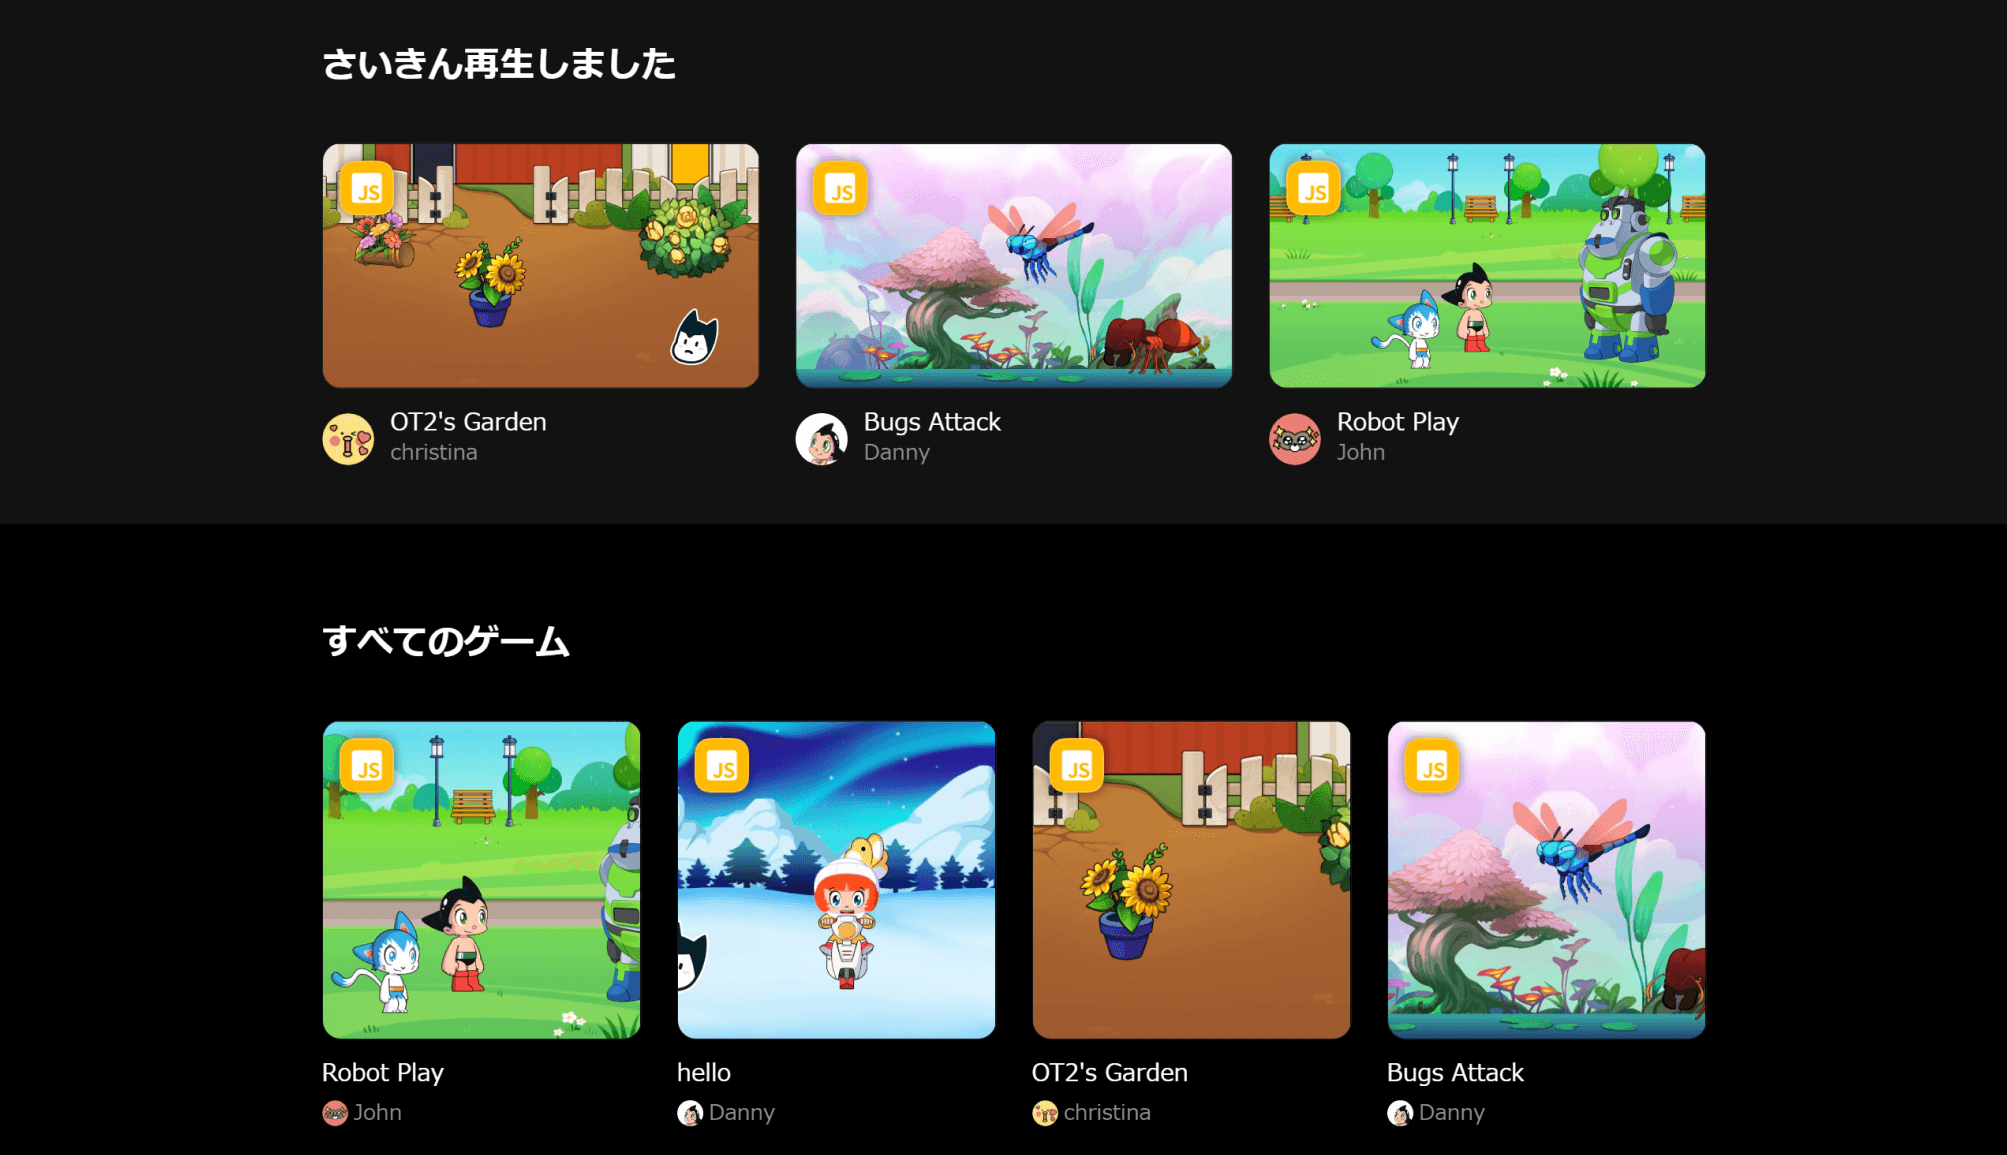 さいきん再生しました
JS
JS
JS
OT2's Garden
christina
Bugs Attack
Danny
Robot Play
John
すべてのゲーム
JS
JS
JS
JS
Robot Play
John
hello
Danny
OT2's Garden
christina
Bugs Attack
Danny